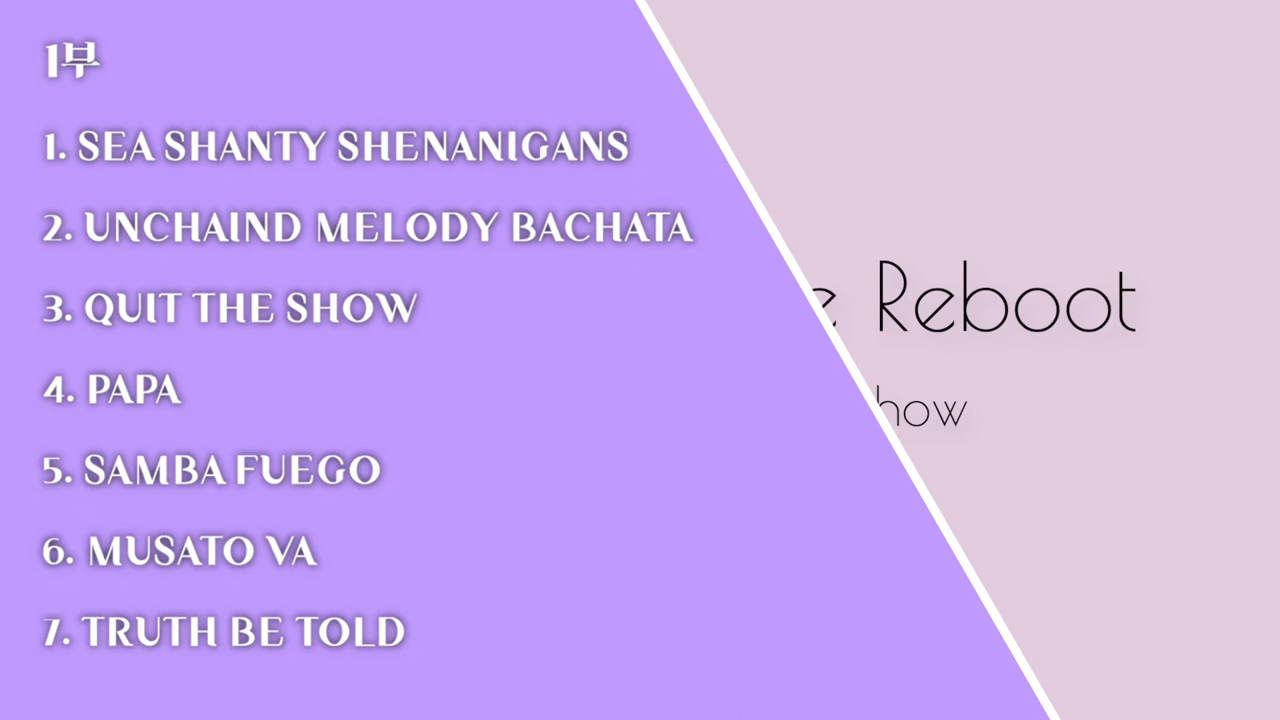 1부
1. SEA SHANTY SHENANIGANS
2. UNCHAIND MELODY BACHATA
3. QUIT THE SHOW
4. PAPA
5. SAMBA FUEGO
6. MUSATO VA
7. TRUTH BE TOLD
e Reboot
how